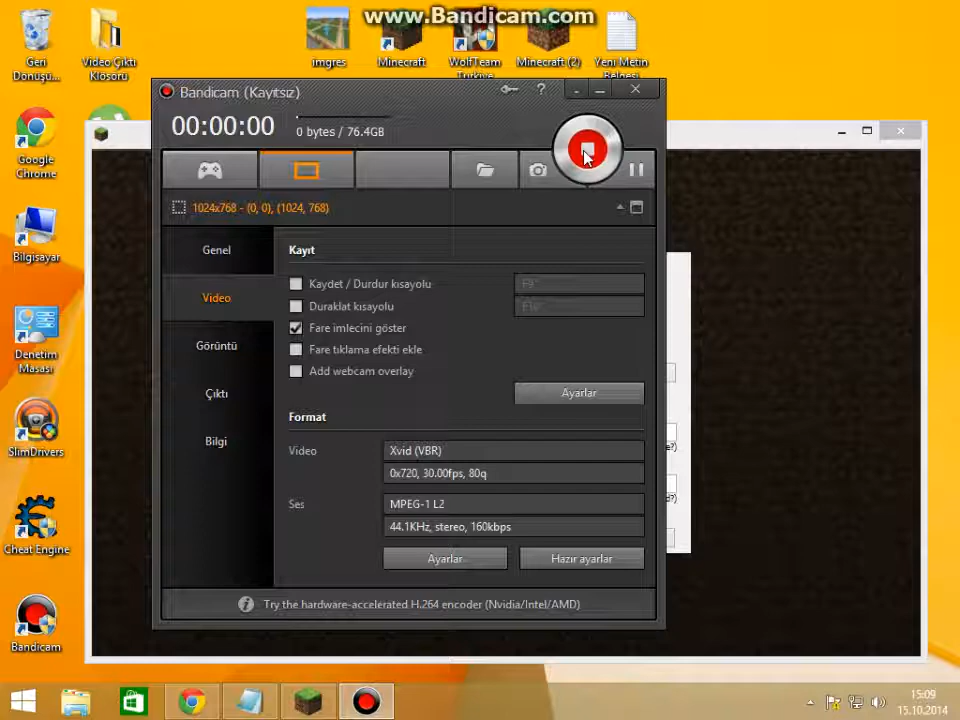 www.Bandicam.com
Geri
Dönüşü...
Video Çıktı
Klösörü
imgres
Minecraft
WolfTeam
Türkiye
Minecraft (2)
Yeni Metin
Belgesi
Google
Chrome
Bilgisayar
Denetim
Masası
SlimDrivers
Cheat Engine
Bandicam
Bandicam (Kayıtsız)
00:00:00
0 bytes / 76.4GB
1024x768 - (0, 0), (1024, 768)
Genel
Video
Görüntü
Çıktı
Bilgi
Kayıt
Kaydet / Durdur kısayolu
F9
Duraklat kısayolu
Fare imlecini göster
Fare tıklama efekti ekle
Add webcam overlay
Ayarlar
Format
Video
Xvid (VBR)
0x720, 30.00fps, 80q
Ses
MPEG-1 L2
44.1KHz, stereo, 160kbps
Ayarlar
Hazır ayarlar
Try the hardware-accelerated H.264 encoder (Nvidia/Intel/AMD)
15:09
15.10.2014